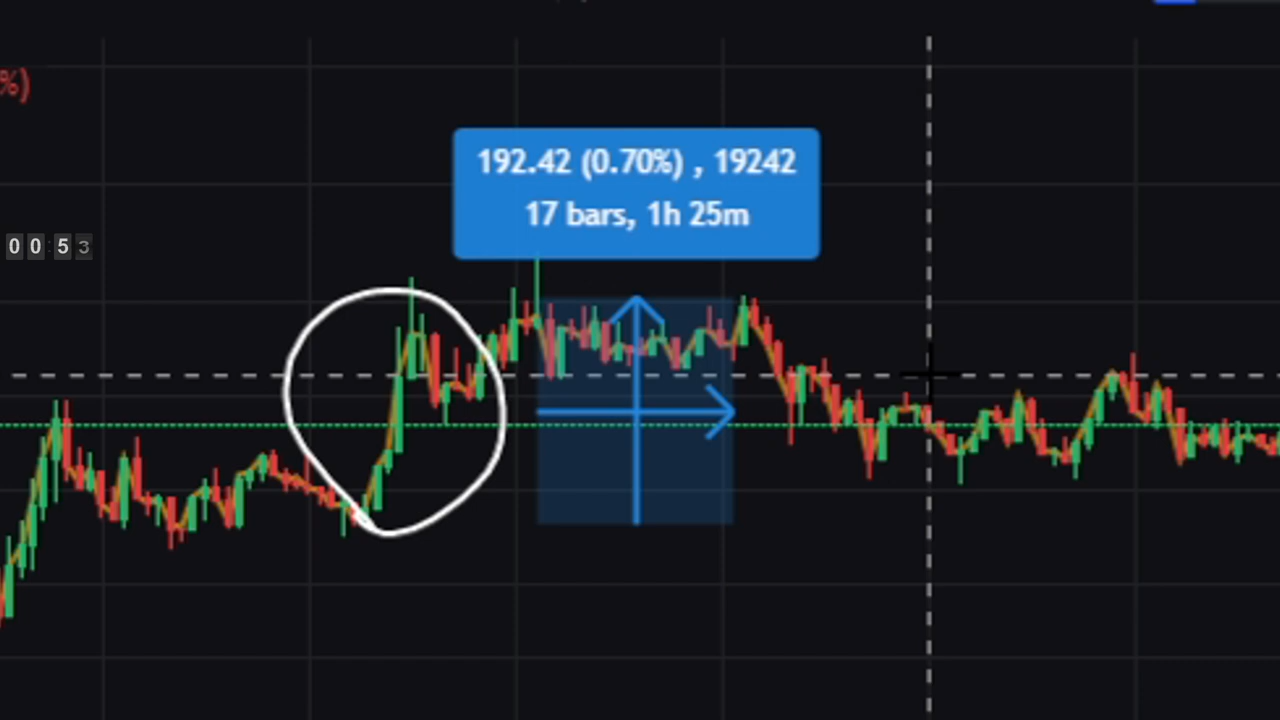 %)
192.42 (0.70%) , 19242
17 bars, 1h 25m
00:53